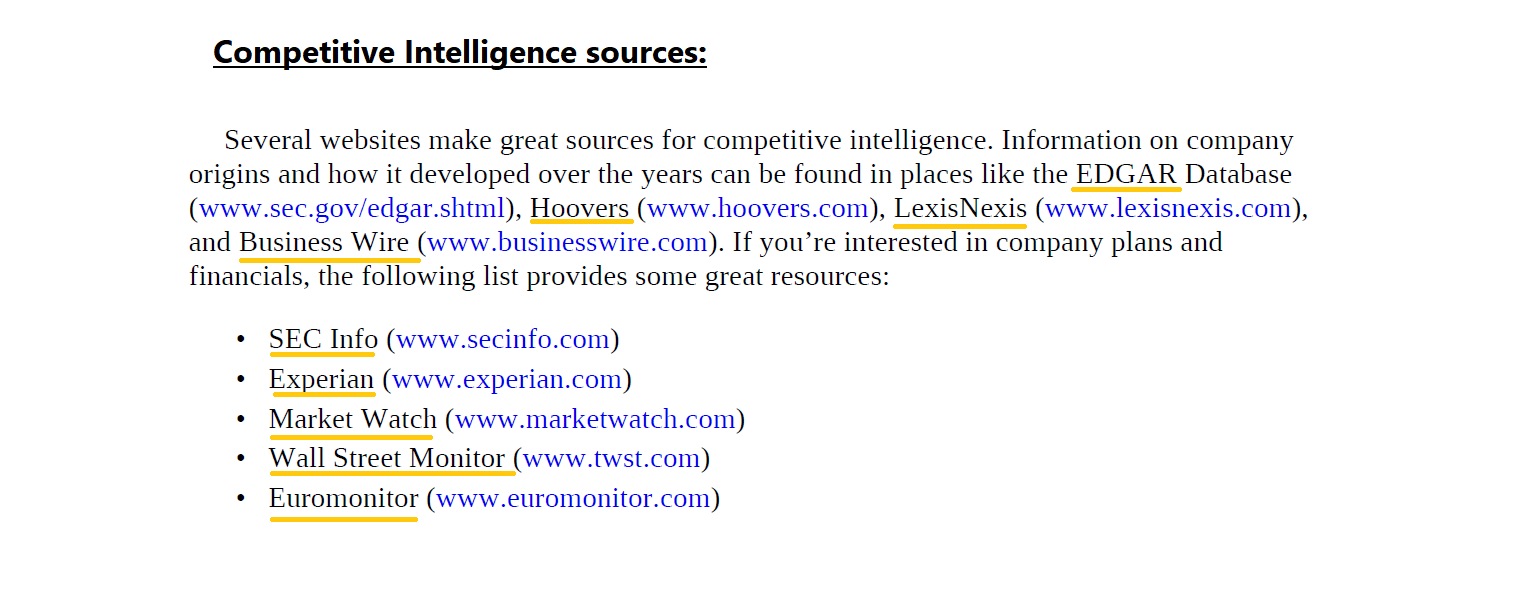 Competitive Intelligence sources:
Several websites make great sources for competitive intelligence. Information on company
origins and how it developed over the years can be found in places like the EDGAR Database
(www.sec.gov/edgar.shtml), Hoovers (www.hoovers.com), LexisNexis (www.lexisnexis.com),
and Business Wire (www.businesswire.com). If you’re interested in company plans and
financials, the following list provides some great resources:
• SEC Info (www.secinfo.com)
• Experian (www.experian.com)
• Market Watch (www.marketwatch.com)
• Wall Street Monitor (www.twst.com)
• Euromonitor (www.euromonitor.com)